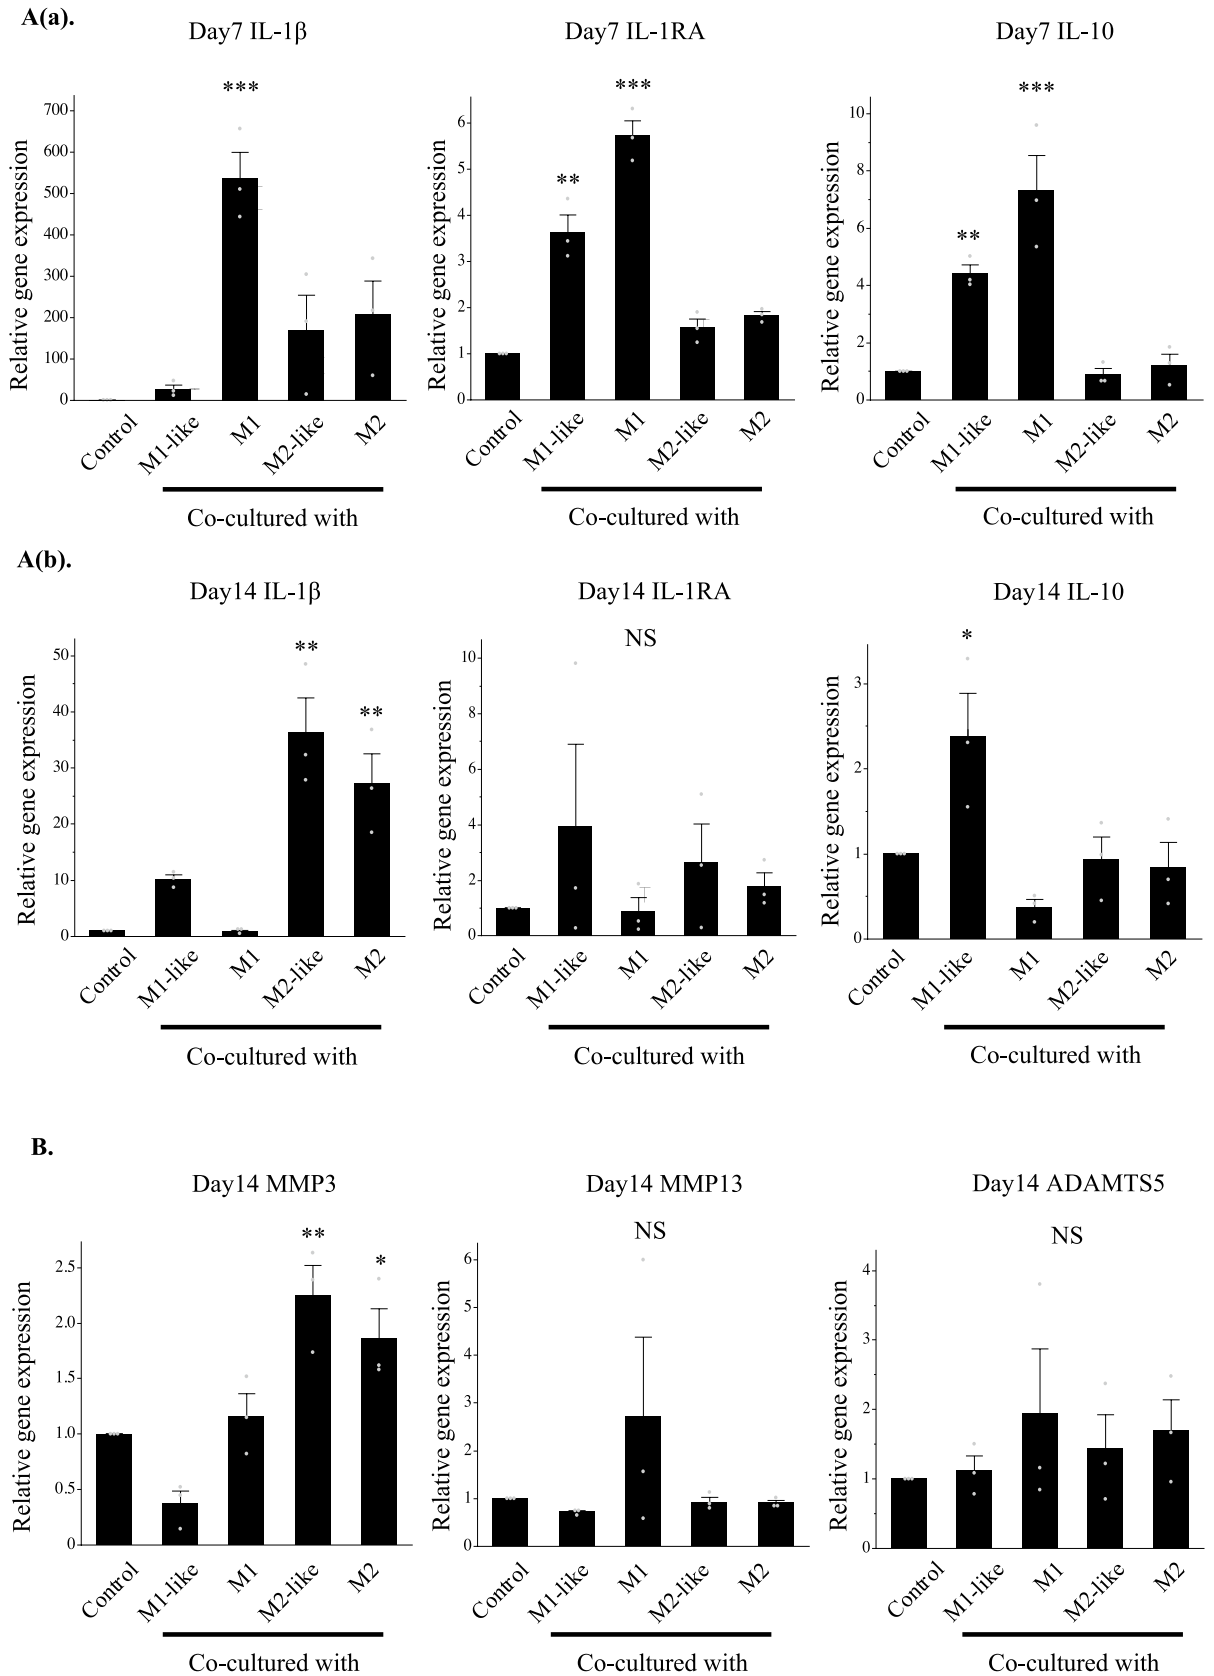 A(a).
Day7 IL-1β
Day7 IL-1RA
Day7 IL-10
***
***
**
***
**
Relative gene expression
700
600
500
400
300
200
100
0
Control
M1-like
M1
M2-like
M2
Co-cultured with
Relative gene expression
6
5
4
3
2
1
0
Control
M1-like
M1
M2-like
M2
Co-cultured with
Relative gene expression
10
8
6
4
2
0
Control
M1-like
M1
M2-like
M2
Co-cultured with
A(b).
Day14 IL-1β
Day14 IL-1RA
Day14 IL-10
**
**
NS
*
Relative gene expression
50
40
30
20
10
0
Control
M1-like
M1
M2-like
M2
Co-cultured with
Relative gene expression
10
8
6
4
2
0
Control
M1-like
M1
M2-like
M2
Co-cultured with
Relative gene expression
3
2
1
0
Control
M1-like
M1
M2-like
M2
Co-cultured with
B.
Day14 MMP3
Day14 MMP13
Day14 ADAMTS5
**
*
NS
NS
Relative gene expression
2.5
2.0
1.5
1.0
0.5
0
Control
M1-like
M1
M2-like
M2
Co-cultured with
Relative gene expression
6
5
4
3
2
1
0
Control
M1-like
M1
M2-like
M2
Co-cultured with
Relative gene expression
4
3
2
1
0
Control
M1-like
M1
M2-like
M2
Co-cultured with